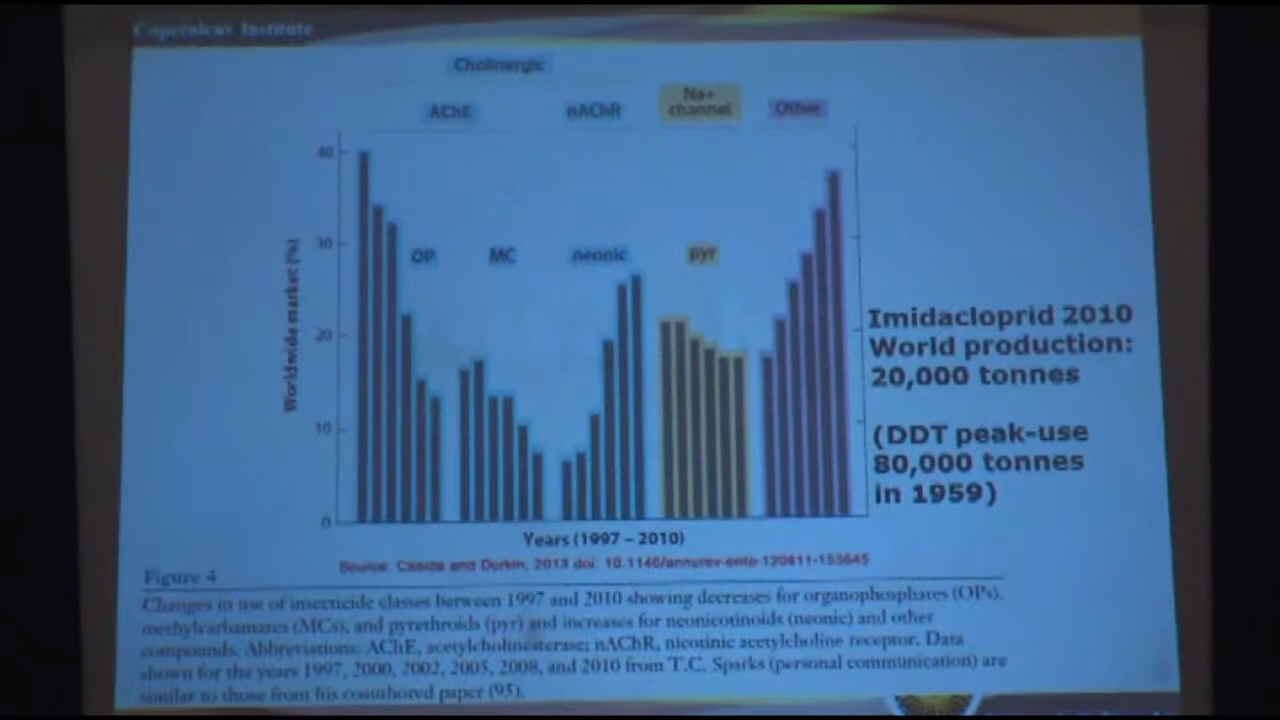 Copernicus Institute
Cholinergic
AChE
nAChR
Na+
channel
Other
40
30
20
10
0
OP
MC
neonic
pyr
Worldwide market (%)
Years (1997 – 2010)
Imidacloprid 2010
World production:
20,000 tonnes
(DDT peak-use
80,000 tonnes
in 1959)
Source: Casida and Durkin, 2013 doi: 10.1146/annurev-ento-120811-153645
Figure 4
Changes in use of insecticide classes between 1997 and 2010 showing decreases for organophosphates (OPs),
methylcarbamates (MCs), and pyrethroids (pyr) and increases for neonicotinoids (neonic) and other
compounds. Abbreviations: AChE, acetylcholinesterase; nAChR, nicotinic acetylcholine receptor. Data
shown for the years 1997, 2000, 2002, 2005, 2008, and 2010 from T.C. Sparks (personal communication) are
similar to those from his coauthored paper (95).